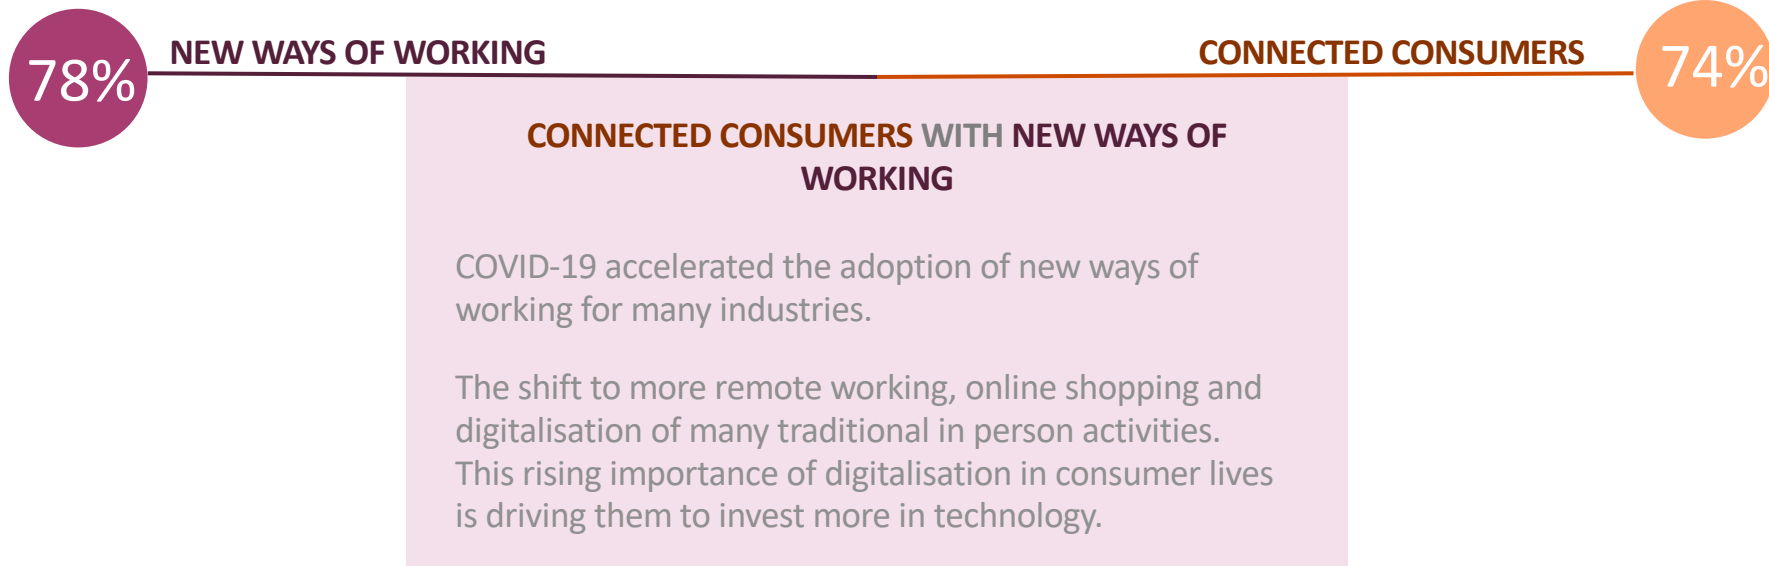 78%
NEW WAYS OF WORKING
CONNECTED CONSUMERS
74%
CONNECTED CONSUMERS WITH NEW WAYS OF
WORKING
COVID-19 accelerated the adoption of new ways of
working for many industries.
The shift to more remote working, online shopping and
digitalisation of many traditional in person activities.
This rising importance of digitalisation in consumer lives
is driving them to invest more in technology.